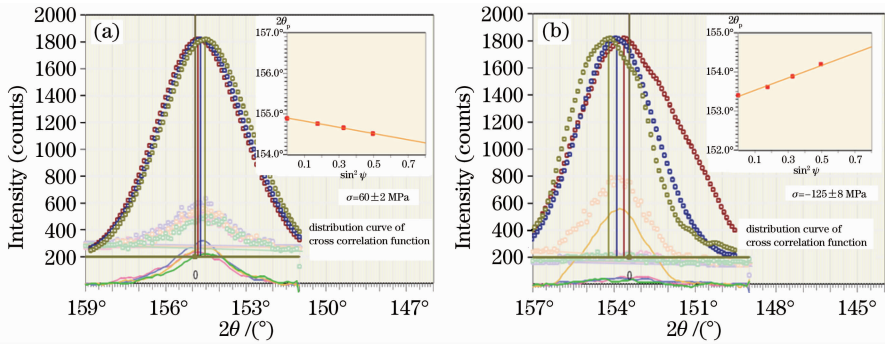 (a)
2000
1800
1600
1400
1200
1000
800
600
400
200
Intensity (counts)
2θp
157.0°
156.0°
155.0°
154.0°
0.1 0.3 0.5 0.7
sin² ψ
σ=60±2 MPa
distribution curve of
cross correlation function
0
159° 156° 153° 150° 147°
2θ /(°)
(b)
2000
1800
1600
1400
1200
1000
800
600
400
200
Intensity (counts)
2θp
155.0°
154.0°
153.0°
152.0°
0.1 0.3 0.5 0.7
sin² ψ
σ=−125±8 MPa
distribution curve of
cross correlation function
0
157° 154° 151° 148° 145°
2θ /(°)